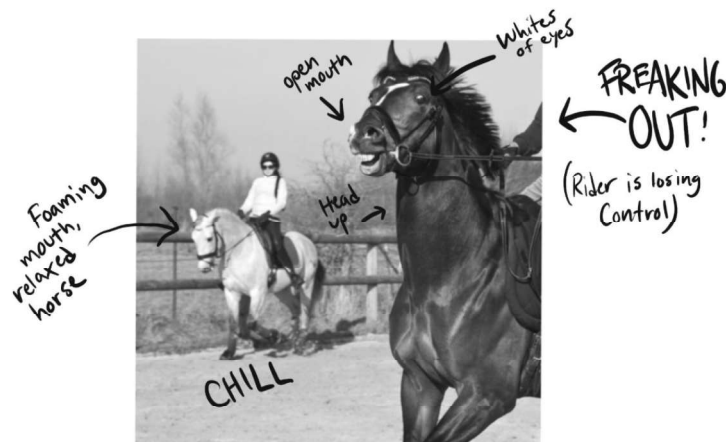 Whites
of eyes
open
mouth
FREAKING
OUT!
(Rider is losing
Control)
Head
up
Foaming
mouth,
relaxed
horse
CHILL